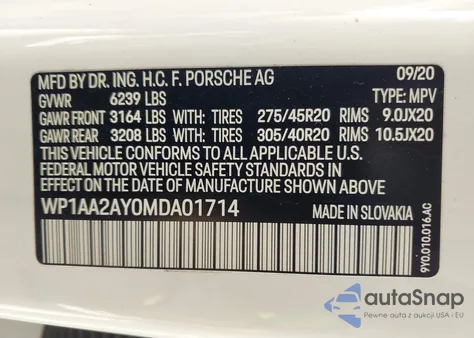 MFD BY DR. ING. H.C. F. PORSCHE AG 09/20
GVWR 6239 LBS TYPE: MPV
GAWR FRONT 3164 LBS WITH: TIRES 275/45R20 RIMS 9.0JX20
GAWR REAR 3208 LBS WITH: TIRES 305/40R20 RIMS 10.5JX20
THIS VEHICLE CONFORMS TO ALL APPLICABLE U.S.
FEDERAL MOTOR VEHICLE SAFETY STANDARDS IN
EFFECT ON THE DATE OF MANUFACTURE SHOWN ABOVE
WP1AA2AY0MDA01714 MADE IN SLOVAKIA
9Y0.010.016.AC
autoSnap
Pewne auta z aukcji USA i EU